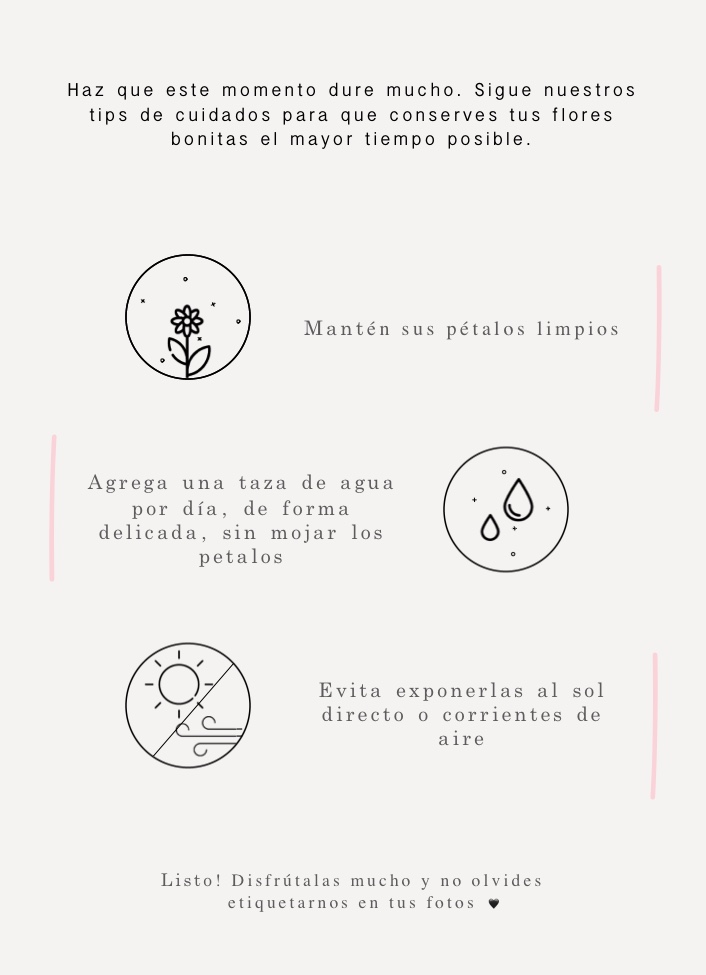 Haz que este momento dure mucho. Sigue nuestros
tips de cuidados para que conserves tus flores
bonitas el mayor tiempo posible.
Mantén sus pétalos limpios
Agrega una taza de agua
por día, de forma
delicada, sin mojar los
petalos
Evita exponerlas al sol
directo o corrientes de
aire
Listo! Disfrútalas mucho y no olvides
etiquetarnos en tus fotos 🖤